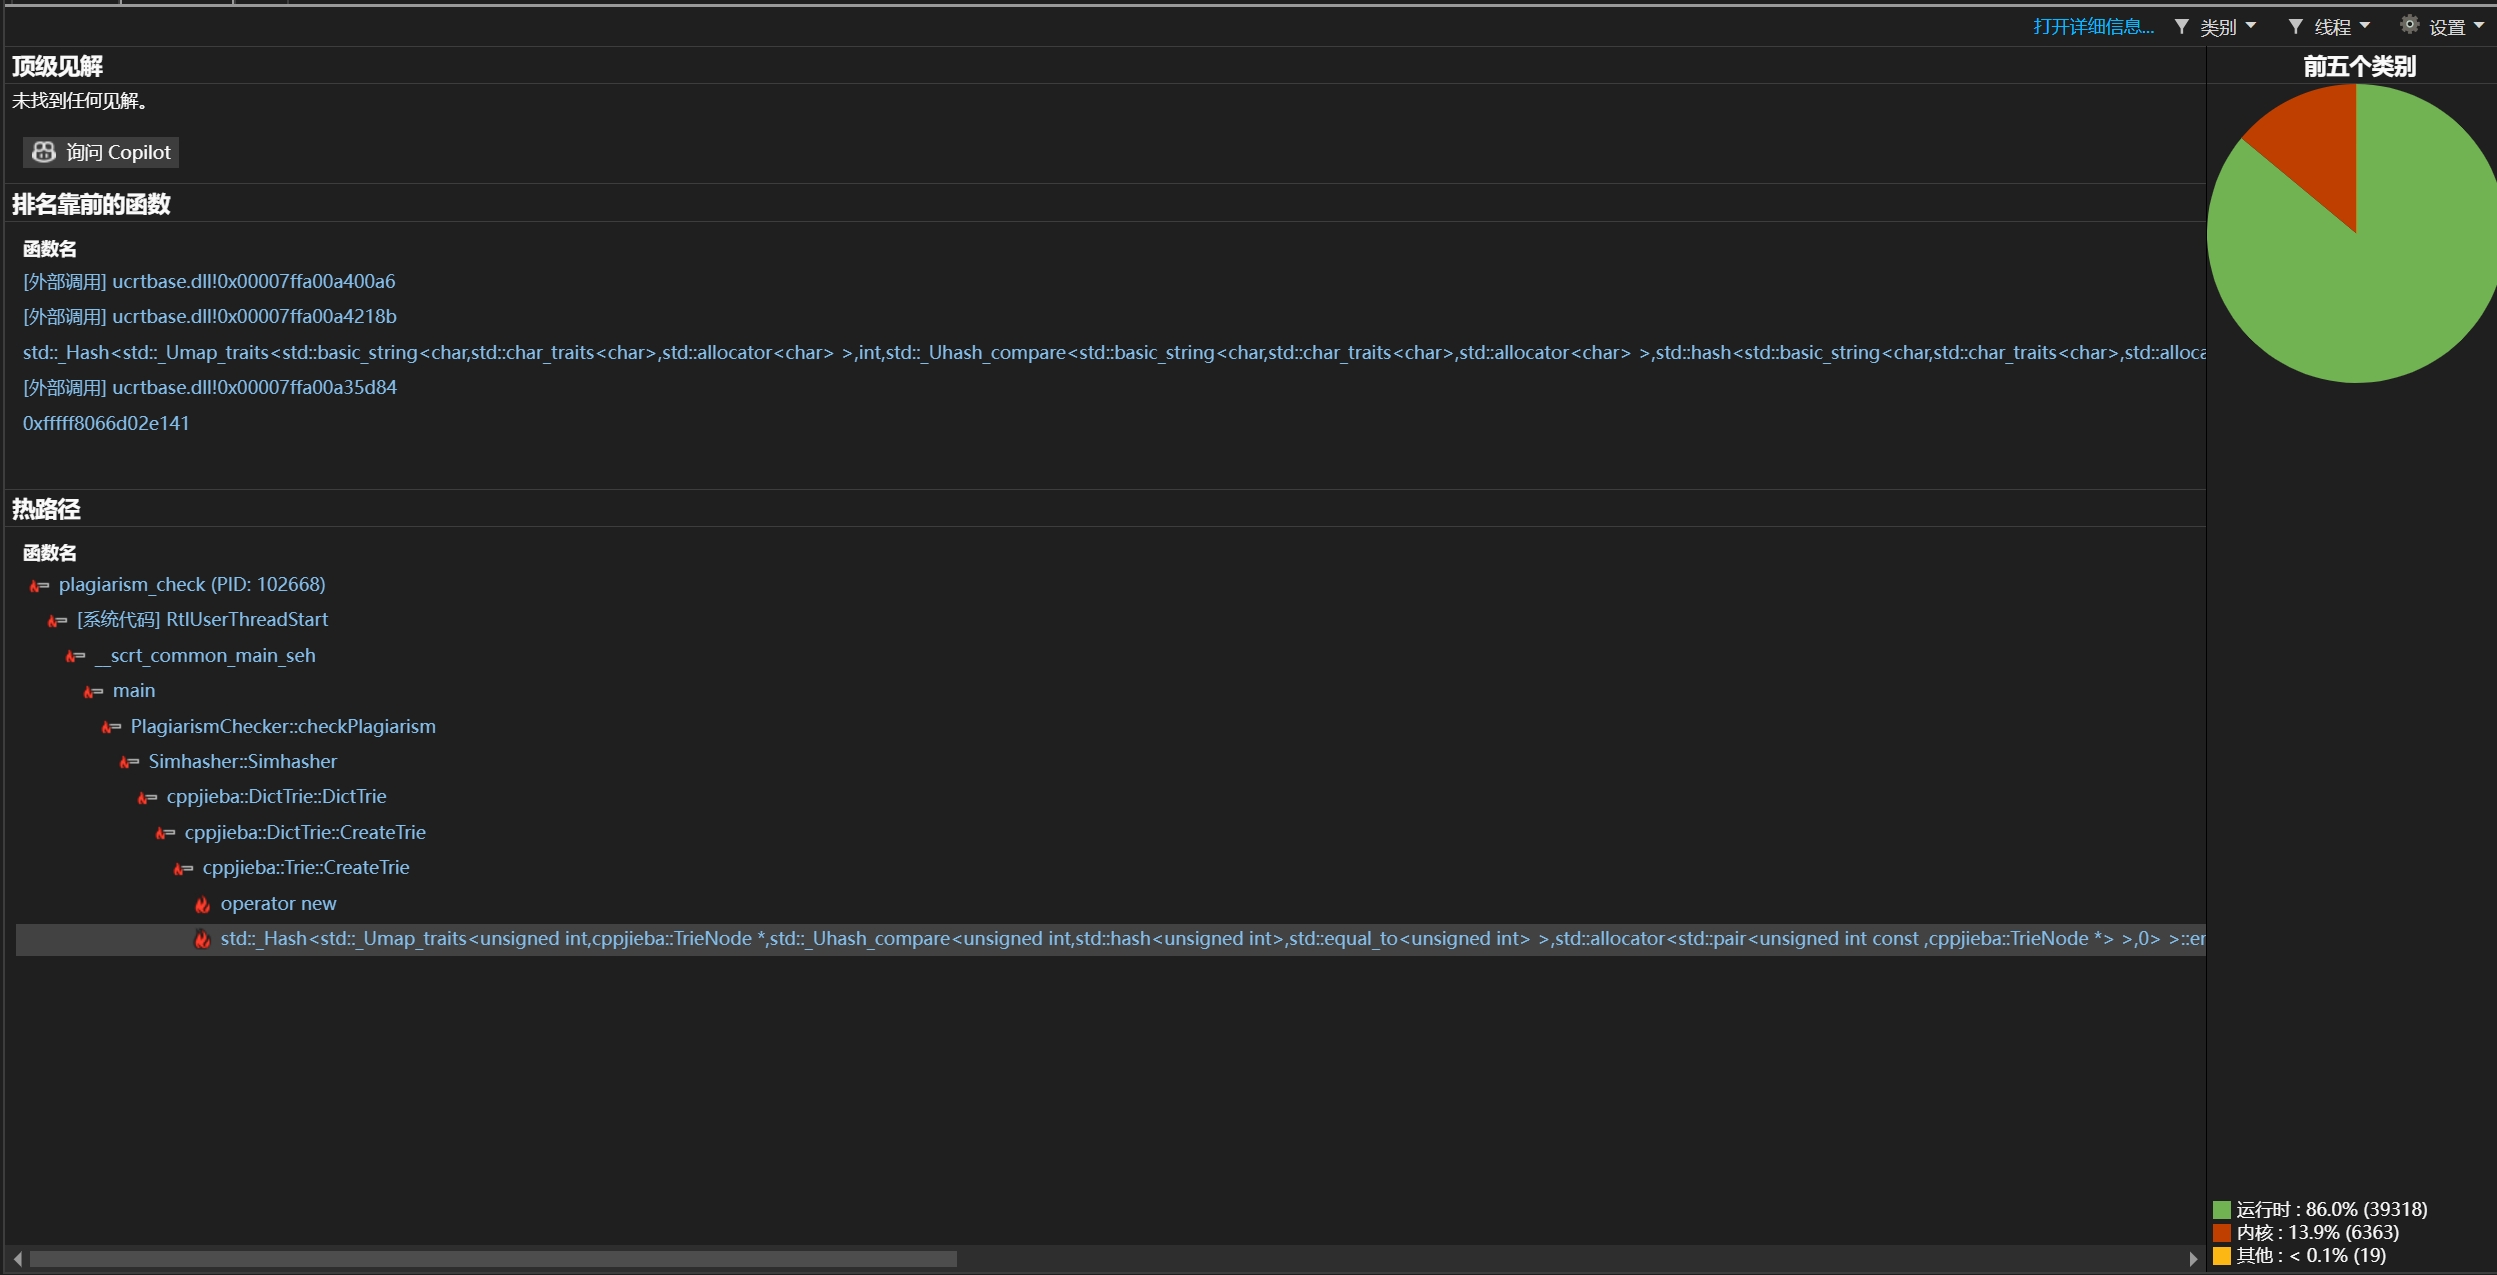 打开详细信息... 类别 线程 设置
顶级见解
未找到任何见解。
询问 Copilot
排名靠前的函数
函数名
[外部调用] ucrtbase.dll!0x00007ffa00a400a6
[外部调用] ucrtbase.dll!0x00007ffa00a4218b
std::_Hash<std::_Umap_traits<std::basic_string<char,std::char_traits<char>,std::allocator<char> >,int,std::_Uhash_compare<std::basic_string<char,std::char_traits<char>,std::allocator<char> >,std::hash<std::basic_string<char,std::char_traits<char>,std::alloca
[外部调用] ucrtbase.dll!0x00007ffa00a35d84
0xfffff8066d02e141
热路径
函数名
plagiarism_check (PID: 102668)
[系统代码] RtlUserThreadStart
__scrt_common_main_seh
main
PlagiarismChecker::checkPlagiarism
Simhasher::Simhasher
cppjieba::DictTrie::DictTrie
cppjieba::DictTrie::CreateTrie
cppjieba::Trie::CreateTrie
operator new
std::_Hash<std::_Umap_traits<unsigned int,cppjieba::TrieNode *,std::_Uhash_compare<unsigned int,std::hash<unsigned int>,std::equal_to<unsigned int> >,std::allocator<std::pair<unsigned int const ,cppjieba::TrieNode *> >,0> >::er
前五个类别
运行时 : 86.0% (39318)
内核 : 13.9% (6363)
其他 : < 0.1% (19)